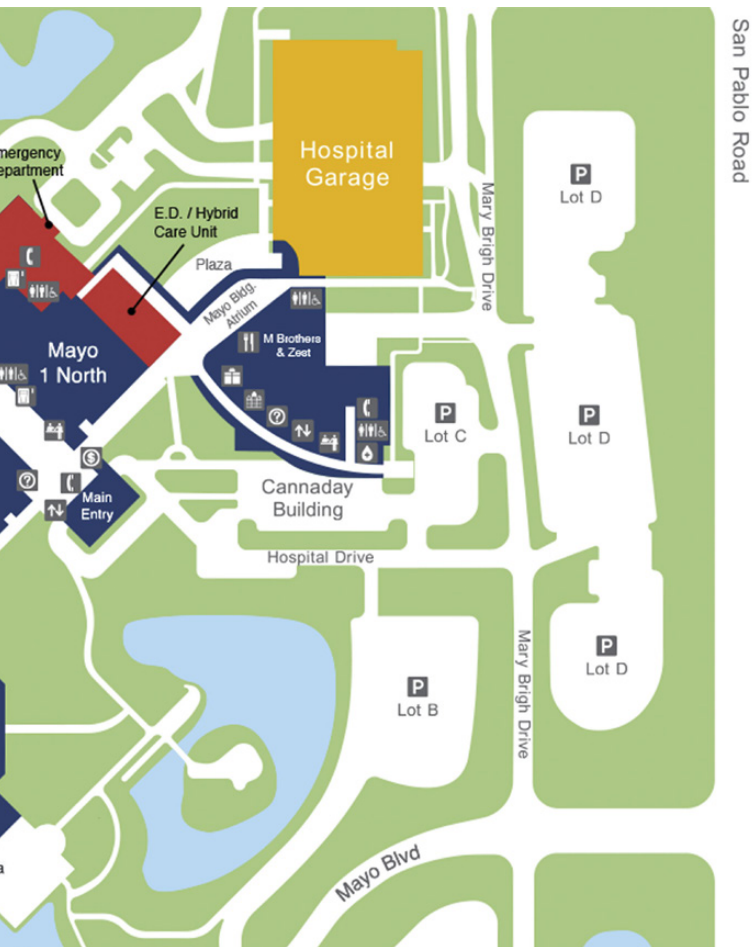 San Pablo Road
Hospital
Garage
P
Lot D
mergency
epartment
E.D. / Hybrid
Care Unit
Mary Brigh Drive
Plaza
Mayo Bldg.
Atrium
M Brothers
& Zest
Mayo
1 North
P
Lot C
P
Lot D
?
$
?
Main
Entry
Cannaday
Building
Hospital Drive
Mary Brigh Drive
P
Lot D
P
Lot B
Mayo Blvd
a